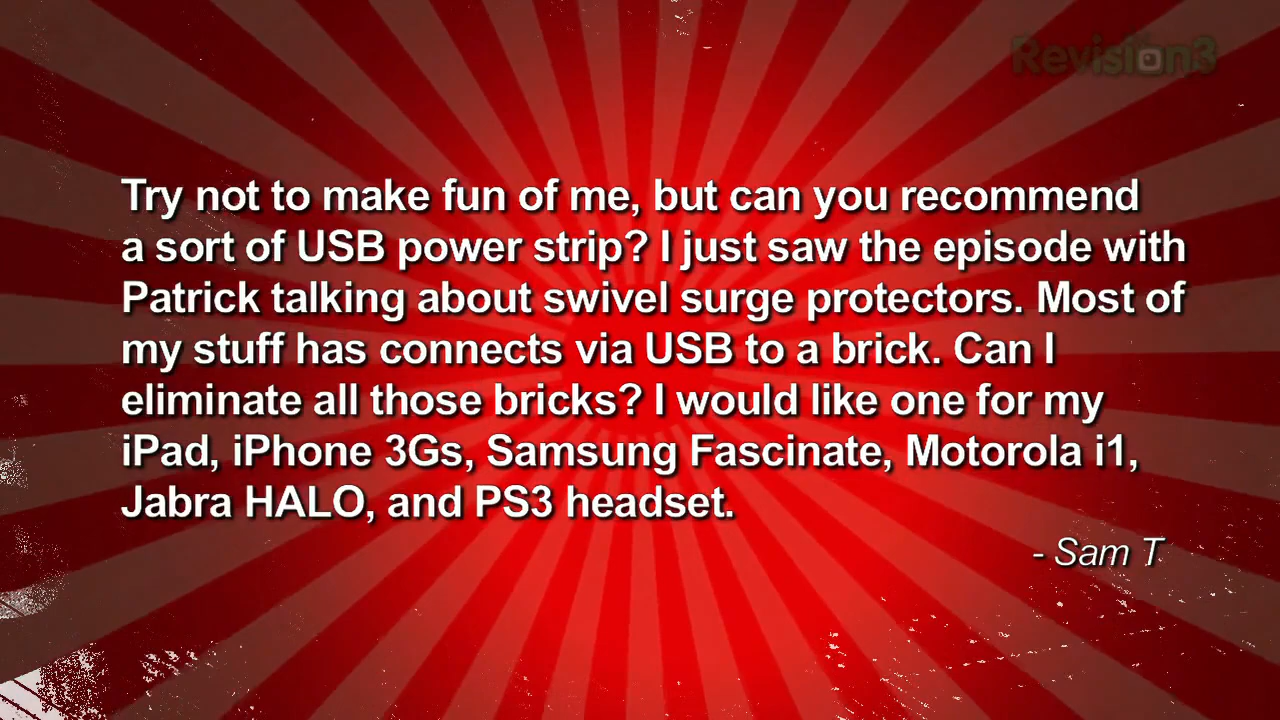 Revision3
Try not to make fun of me, but can you recommend
a sort of USB power strip? I just saw the episode with
Patrick talking about swivel surge protectors. Most of
my stuff has connects via USB to a brick. Can I
eliminate all those bricks? I would like one for my
iPad, iPhone 3Gs, Samsung Fascinate, Motorola i1,
Jabra HALO, and PS3 headset.
- Sam T